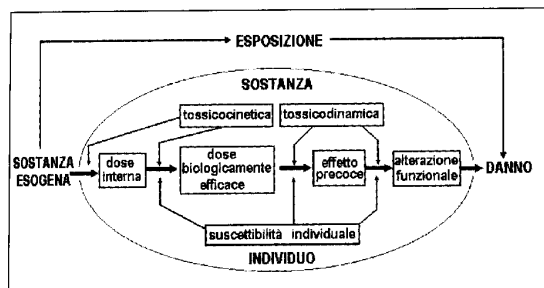 ESPOSIZIONE
SOSTANZA
tossicocinetica
tossicodinamica
SOSTANZA
ESOGENA
dose
interna
dose
biologicamente
efficace
effetto
precoce
alterazione
funzionale
DANNO
suscettibilità individuale
INDIVIDUO